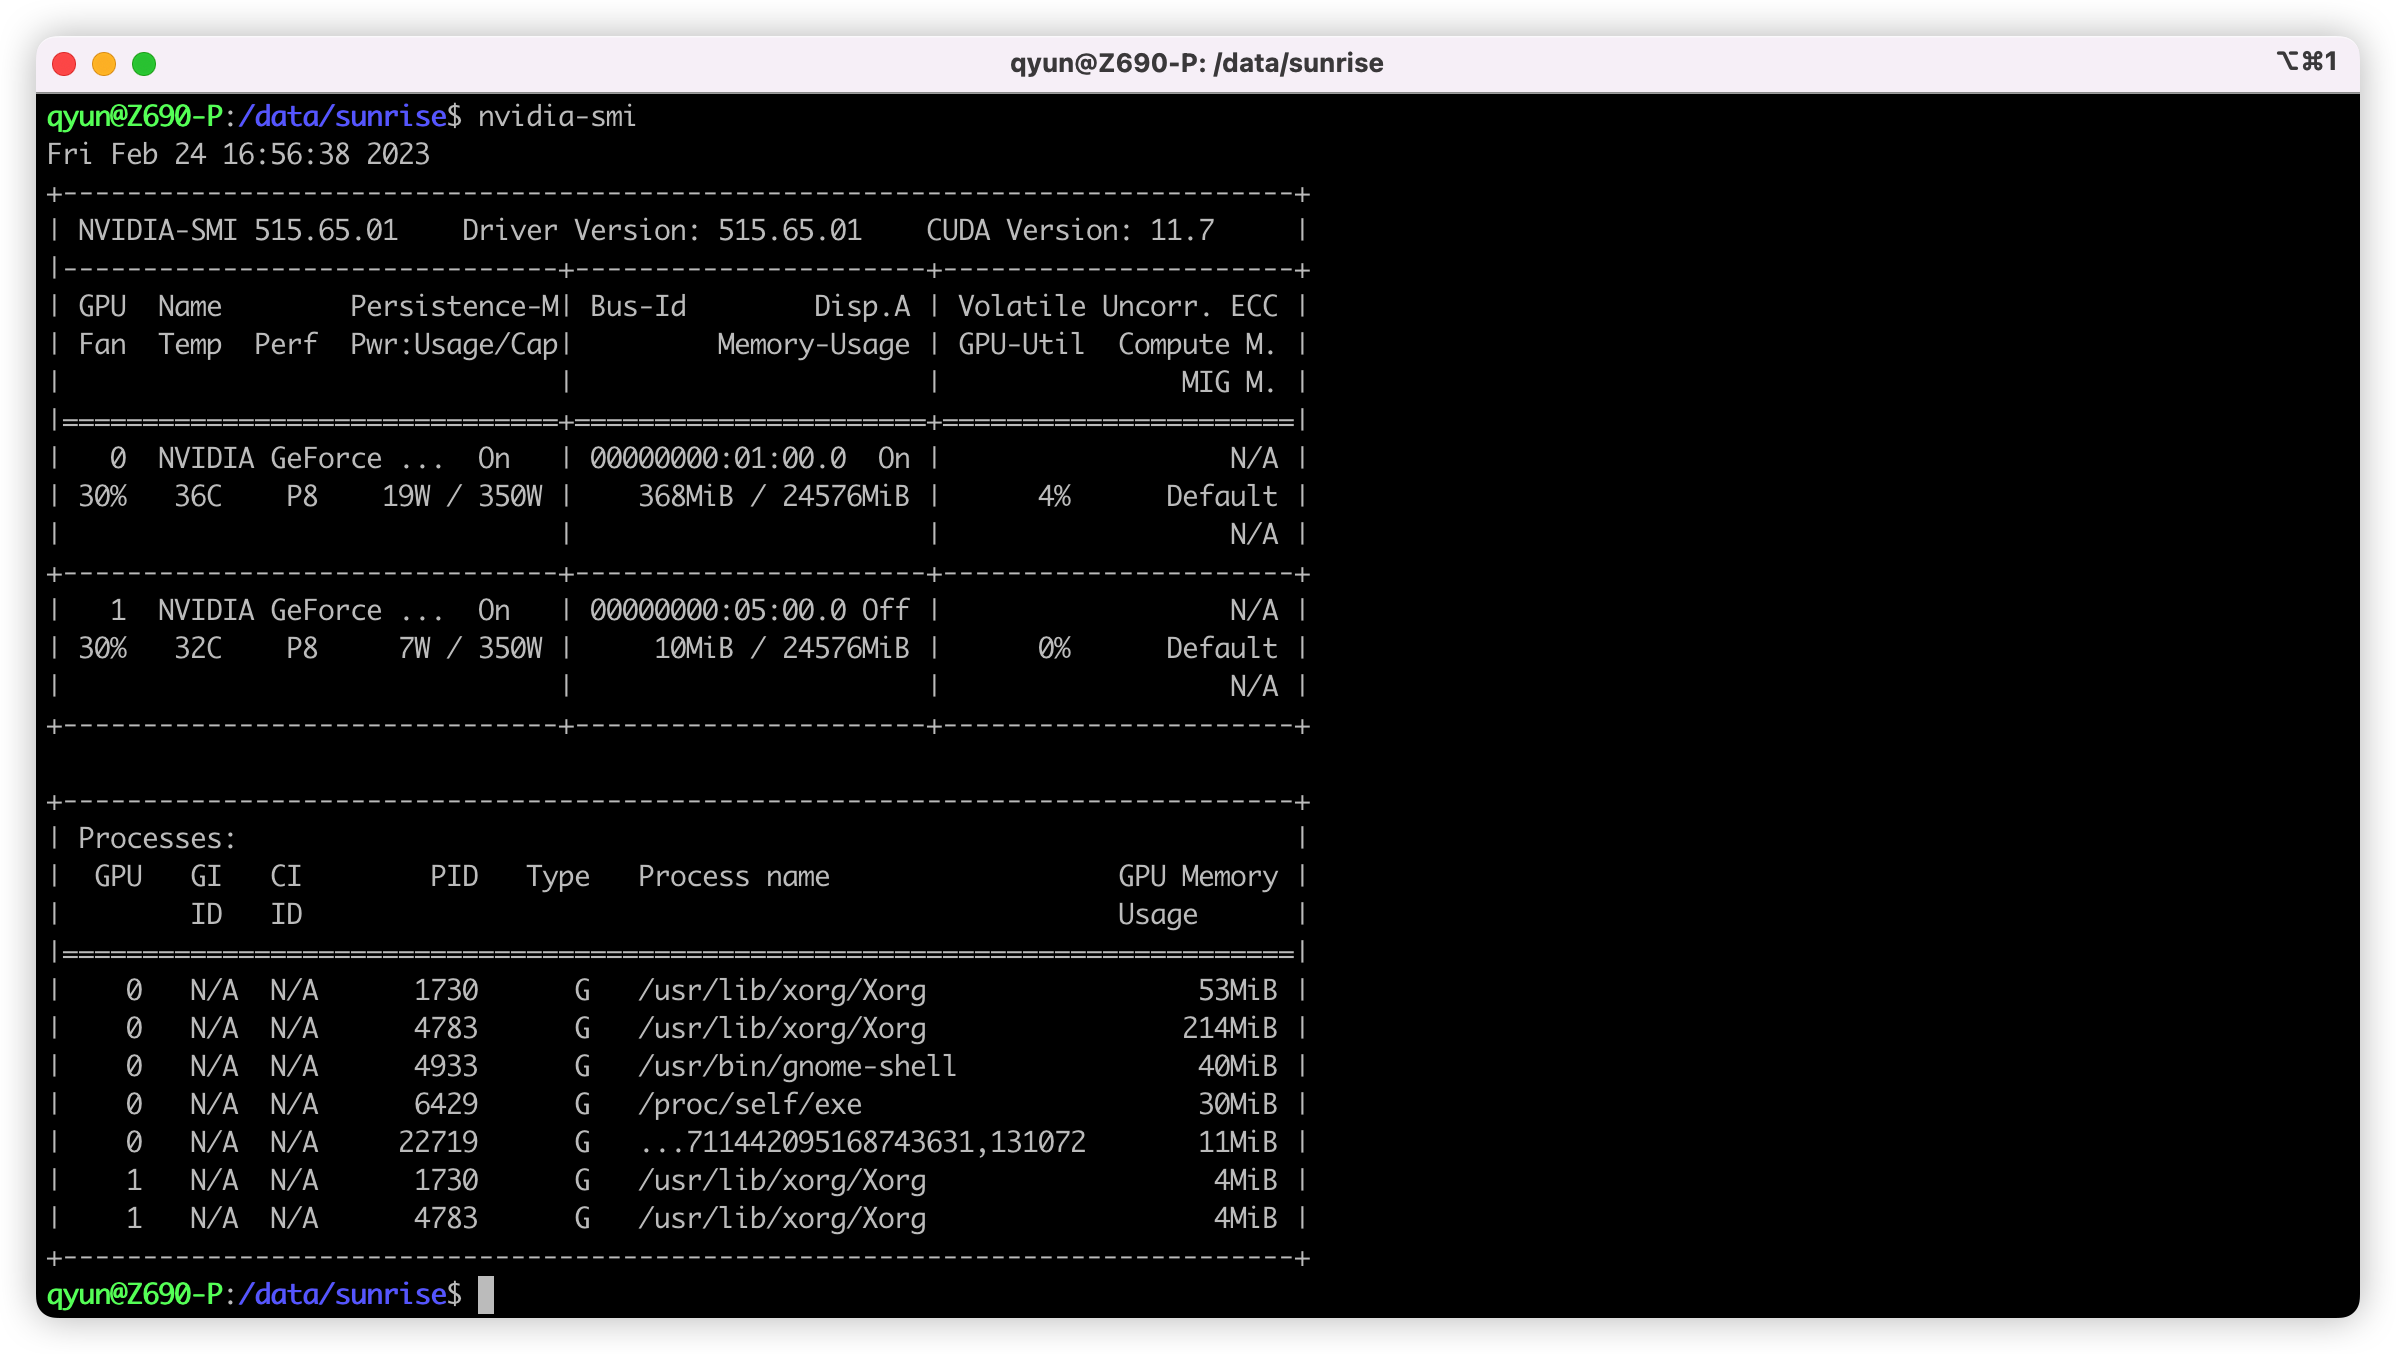 qyun@Z690-P: /data/sunrise ⌥⌘1
qyun@Z690-P:/data/sunrise$ nvidia-smi
Fri Feb 24 16:56:38 2023
+-----------------------------------------------------------------------------+
| NVIDIA-SMI 515.65.01    Driver Version: 515.65.01    CUDA Version: 11.7     |
|-------------------------------+----------------------+----------------------+
| GPU  Name        Persistence-M| Bus-Id        Disp.A | Volatile Uncorr. ECC |
| Fan  Temp  Perf  Pwr:Usage/Cap|         Memory-Usage | GPU-Util  Compute M. |
|                               |                      |               MIG M. |
|===============================+======================+======================|
|   0  NVIDIA GeForce ...  On   | 00000000:01:00.0  On |                  N/A |
| 30%   36C    P8    19W / 350W |    368MiB / 24576MiB |      4%      Default |
|                               |                      |                  N/A |
+-------------------------------+----------------------+----------------------+
|   1  NVIDIA GeForce ...  On   | 00000000:05:00.0 Off |                  N/A |
| 30%   32C    P8     7W / 350W |     10MiB / 24576MiB |      0%      Default |
|                               |                      |                  N/A |
+-------------------------------+----------------------+----------------------+

+-----------------------------------------------------------------------------+
| Processes:                                                                  |
|  GPU   GI   CI        PID   Type   Process name                  GPU Memory |
|        ID   ID                                                   Usage      |
|=============================================================================|
|    0   N/A  N/A      1730      G   /usr/lib/xorg/Xorg                 53MiB |
|    0   N/A  N/A      4783      G   /usr/lib/xorg/Xorg                214MiB |
|    0   N/A  N/A      4933      G   /usr/bin/gnome-shell               40MiB |
|    0   N/A  N/A      6429      G   /proc/self/exe                     30MiB |
|    0   N/A  N/A     22719      G   ...711442095168743631,131072       11MiB |
|    1   N/A  N/A      1730      G   /usr/lib/xorg/Xorg                  4MiB |
|    1   N/A  N/A      4783      G   /usr/lib/xorg/Xorg                  4MiB |
+-----------------------------------------------------------------------------+
qyun@Z690-P:/data/sunrise$